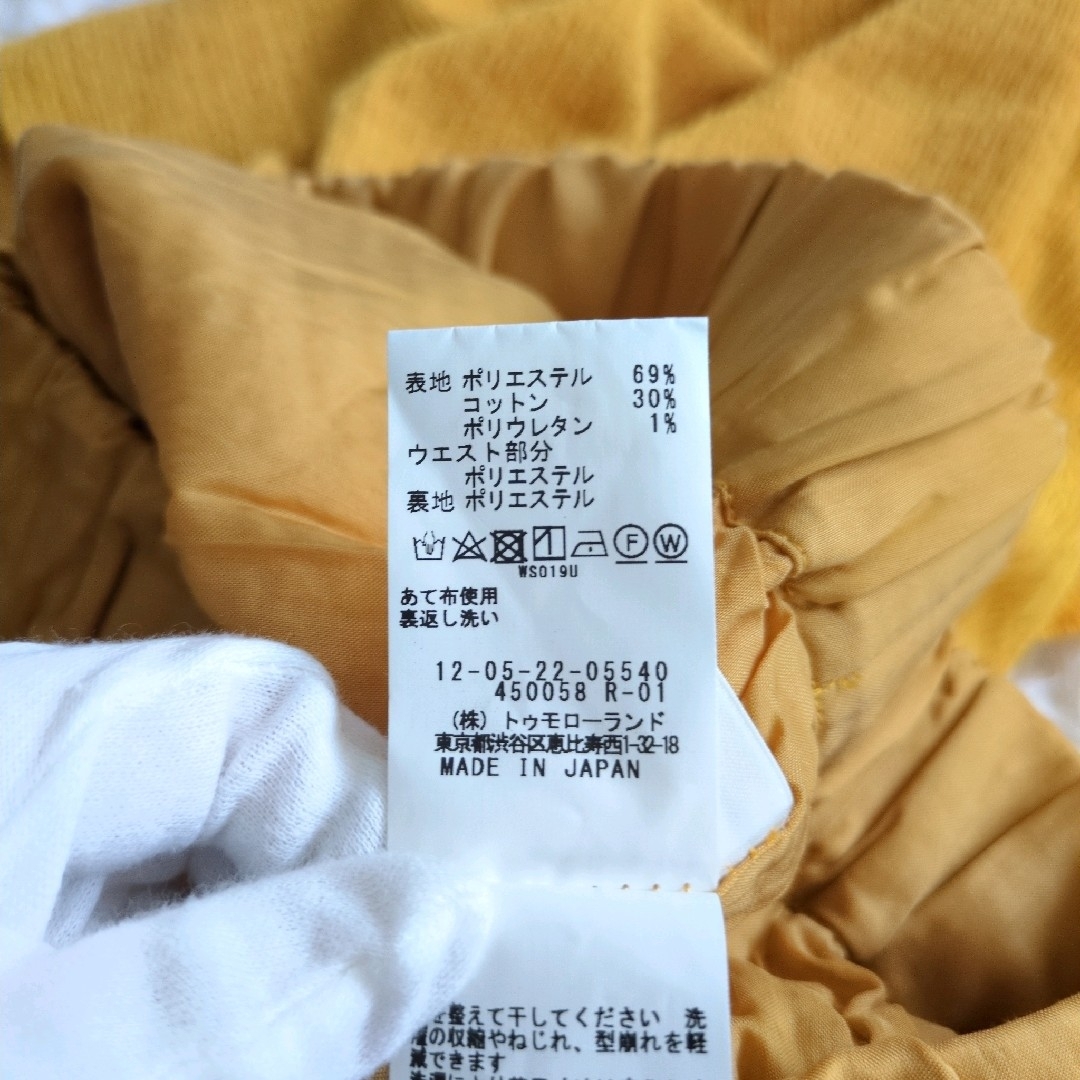 表地 ポリエステル 69%
コットン 30%
ポリウレタン 1%
ウエスト部分
ポリエステル
裏地 ポリエステル
F W
WS019U
あて布使用
裏返し洗い
12-05-22-05540
450058 R-01
(株) トゥモローランド
東京都渋谷区恵比寿西1-32-18
MADE IN JAPAN
を整えて干してください 洗
濯の収縮やねじれ、型崩れを軽
減できます